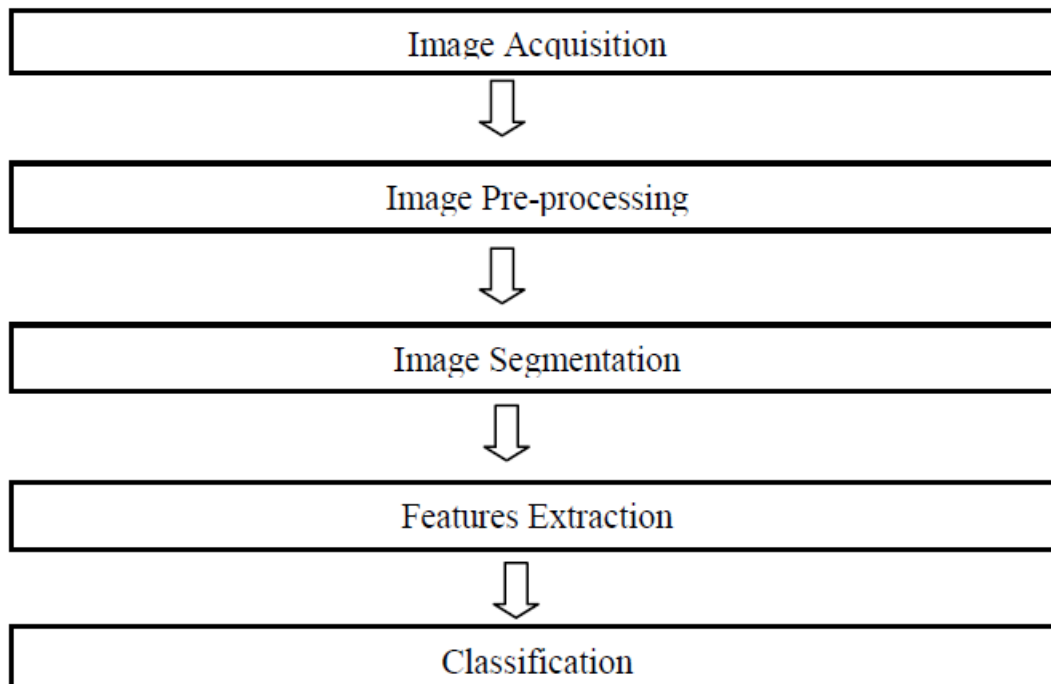 Image Acquisition
Image Pre-processing
Image Segmentation
Features Extraction
Classification